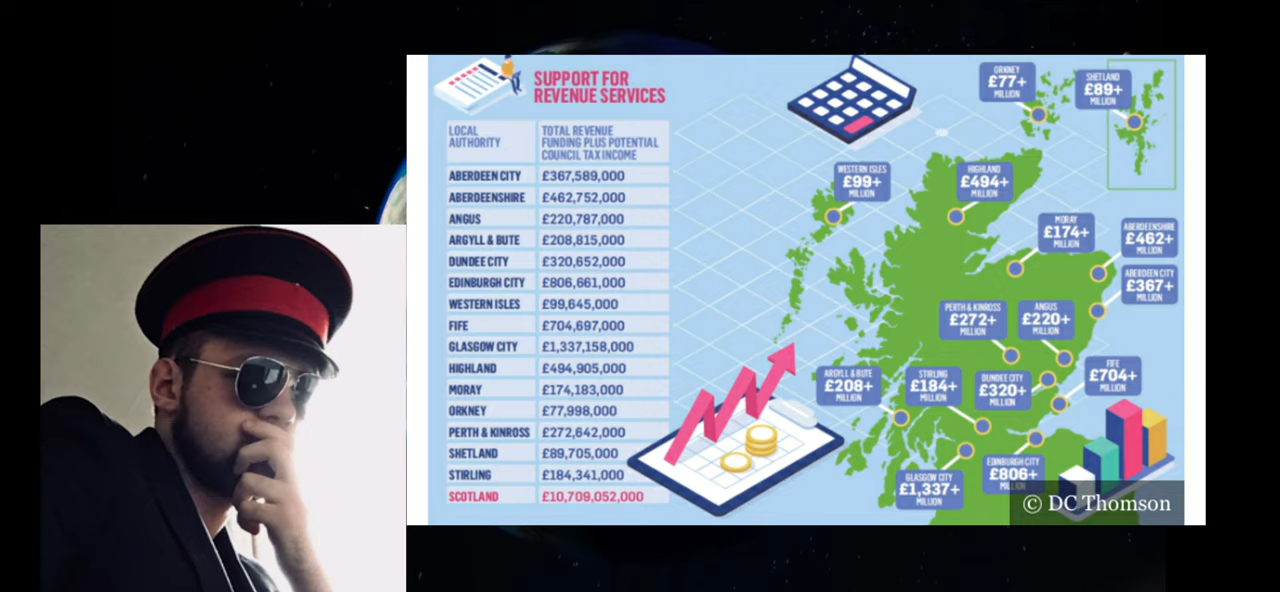 SUPPORT FOR
REVENUE SERVICES
LOCAL
AUTHORITY
TOTAL REVENUE
FUNDING PLUS POTENTIAL
COUNCIL TAX INCOME
ABERDEEN CITY £367,589,000
ABERDEENSHIRE £462,752,000
ANGUS £220,787,000
ARGYLL & BUTE £208,815,000
DUNDEE CITY £320,652,000
EDINBURGH CITY £806,661,000
WESTERN ISLES £99,645,000
FIFE £704,697,000
GLASGOW CITY £1,337,158,000
HIGHLAND £494,905,000
MORAY £174,183,000
ORKNEY £77,998,000
PERTH & KINROSS £272,642,000
SHETLAND £89,705,000
STIRLING £184,341,000
SCOTLAND £10,709,052,000
ORKNEY
£77+
MILLION
SHETLAND
£89+
MILLION
WESTERN ISLES
£99+
MILLION
HIGHLAND
£494+
MILLION
MORAY
£174+
MILLION
ABERDEENSHIRE
£462+
MILLION
ABERDEEN CITY
£367+
MILLION
PERTH & KINROSS
£272+
MILLION
ANGUS
£220+
MILLION
ARGYLL & BUTE
£208+
MILLION
STIRLING
£184+
MILLION
DUNDEE CITY
£320+
MILLION
FIFE
£704+
MILLION
GLASGOW CITY
£1,337+
MILLION
EDINBURGH CITY
£806+
© DC Thomson